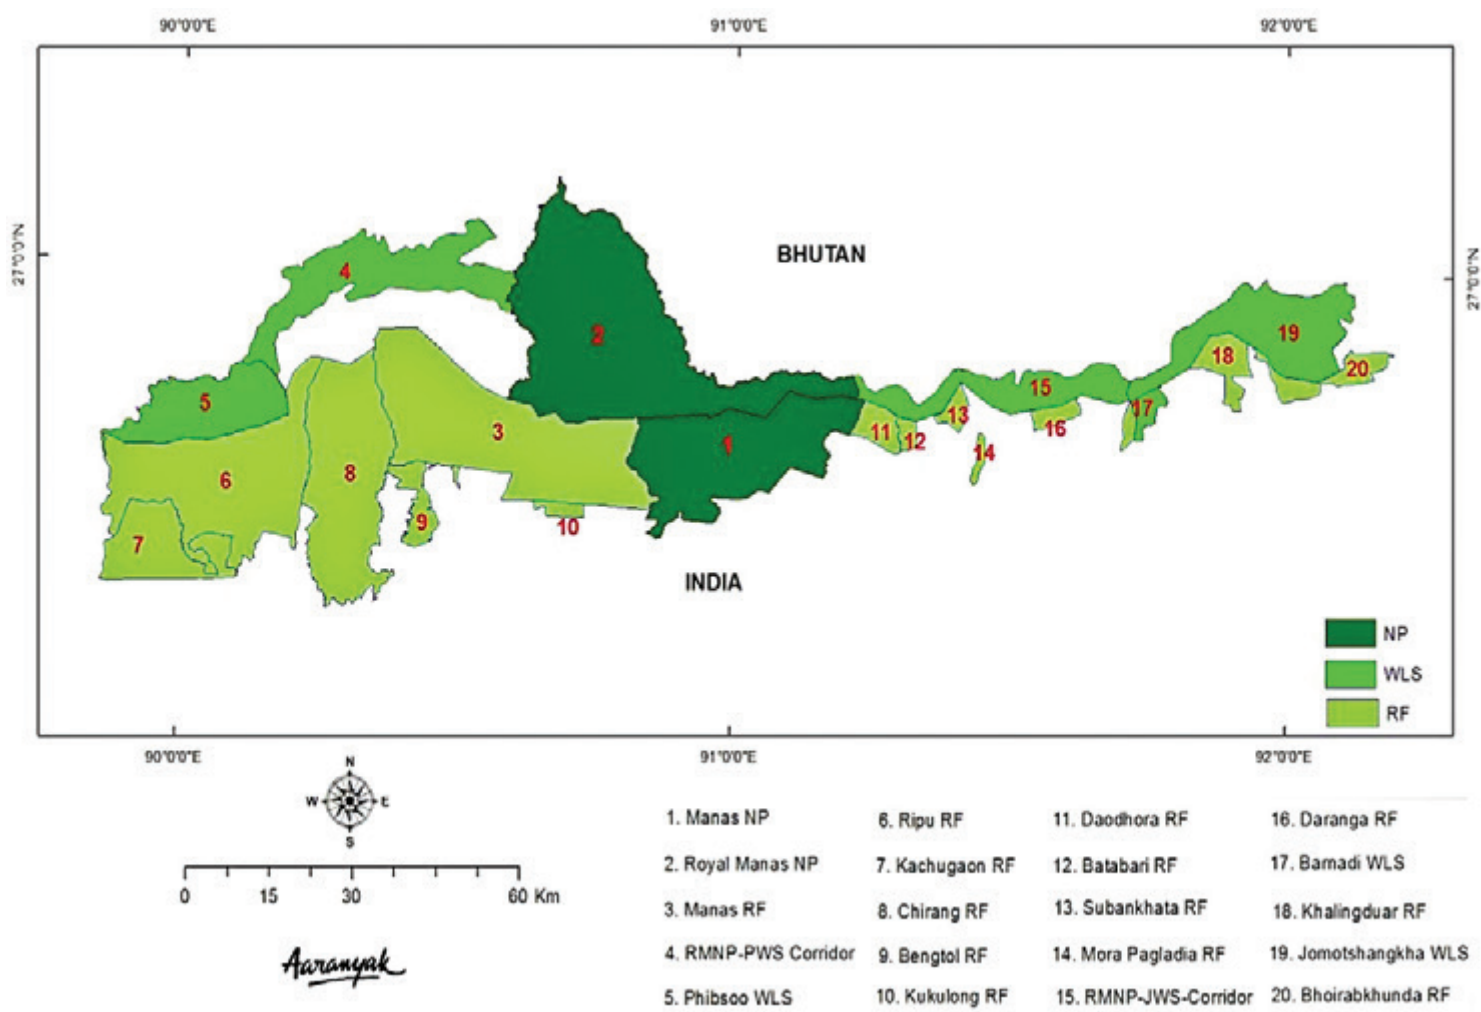 90°0'0"E 91°0'0"E 92°0'0"E
27°0'0"N
27°0'0"N
BHUTAN
INDIA
1
2
3
4
5
6
7
8
9
10
11
12
13
14
15
16
17
18
19
20
NP
WLS
RF
90°0'0"E 91°0'0"E 92°0'0"E
N
W E
S
0 15 30 60 Km
Aaranyak
1. Manas NP
2. Royal Manas NP
3. Manas RF
4. RMNP-PWS Corridor
5. Phibsoo WLS
6. Ripu RF
7. Kachugaon RF
8. Chirang RF
9. Bengtol RF
10. Kukulong RF
11. Daodhora RF
12. Batabari RF
13. Subankhata RF
14. Mora Pagladia RF
15. RMNP-JWS-Corridor
16. Daranga RF
17. Barnadi WLS
18. Khalingduar RF
19. Jomotshangkha WLS
20. Bhoirabkhunda RF